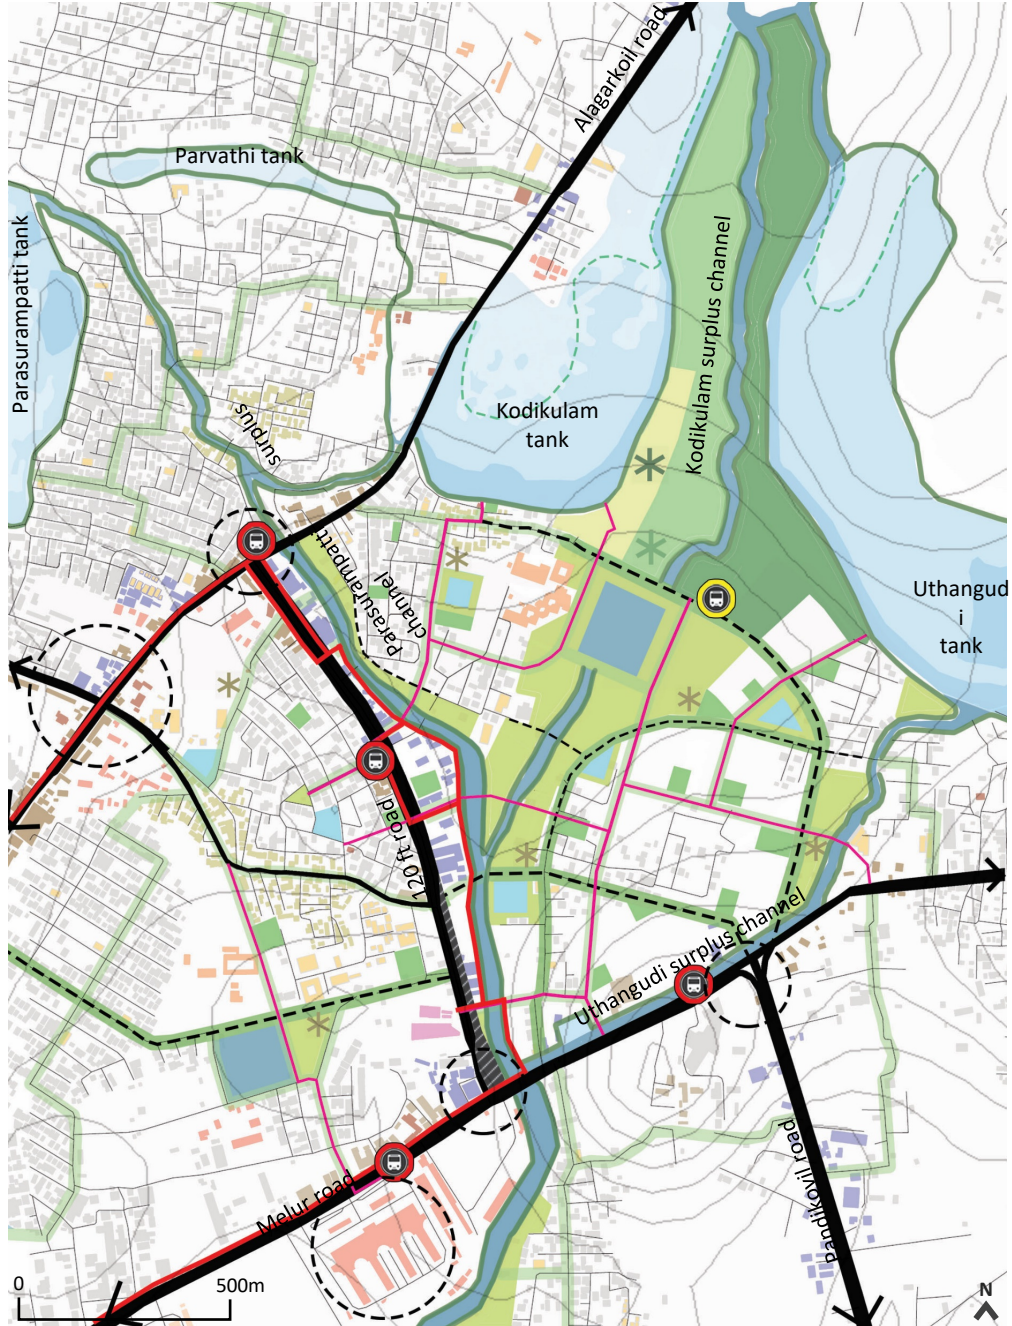 Alagarkoil road
Parvathi tank
Parasurampatti tank
Kodikulam surplus channel
Kodikulam
tank
surplus
Parasurampatti
channel
Uthangud
i
tank
120 ft road
Uthangudi surplus channel
Pandikovil road
Melur road
0
500m
N